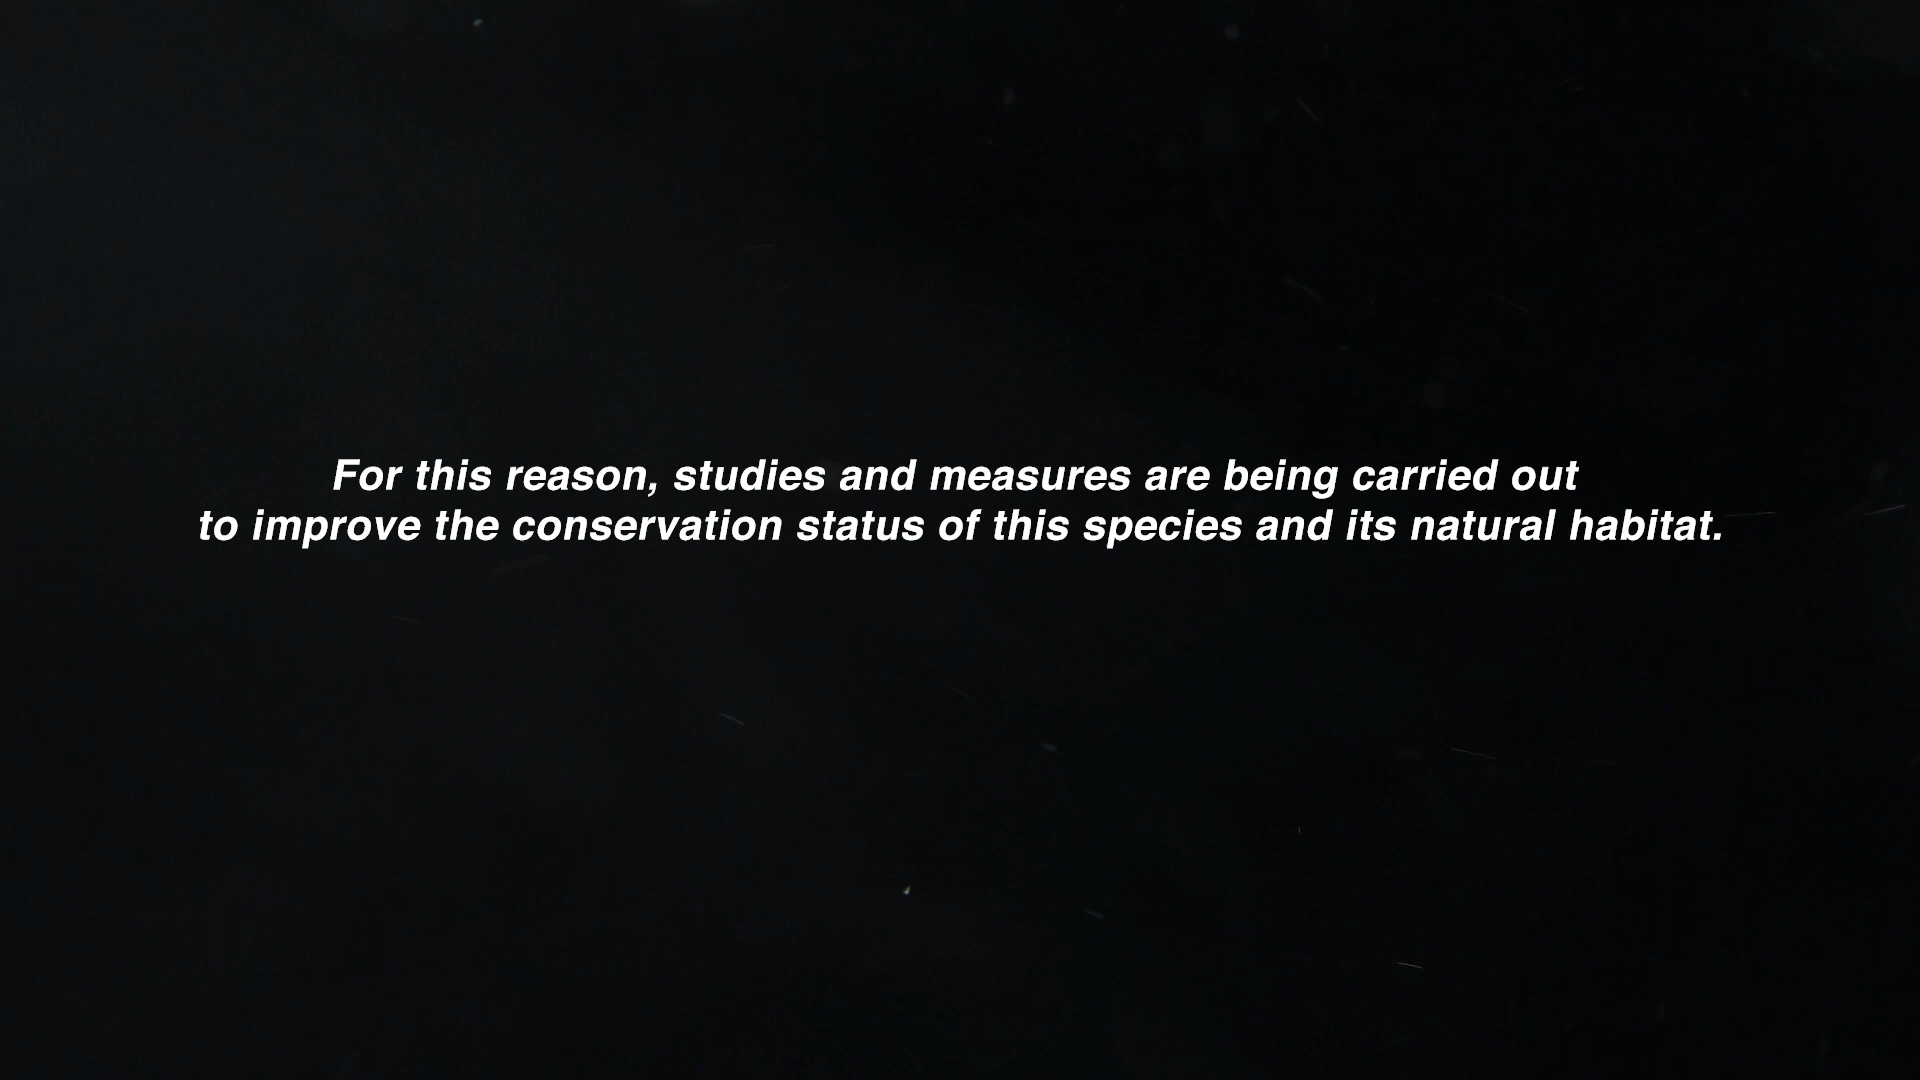 For this reason, studies and measures are being carried out
to improve the conservation status of this species and its natural habitat.